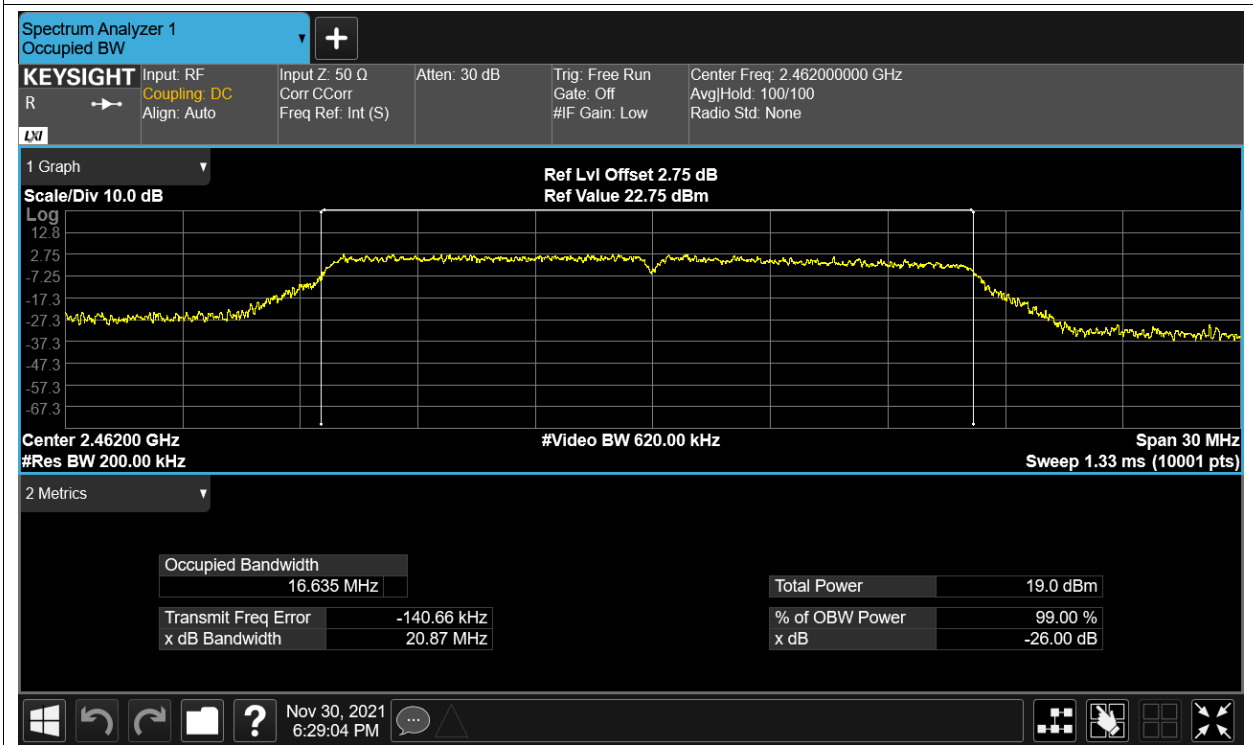 Spectrum Analyzer 1
Occupied BW
KEYSIGHT
R
LXI
Input: RF
Coupling: DC
Align: Auto
Input Z: 50 Ω
Corr CCorr
Freq Ref: Int (S)
Atten: 30 dB
Trig: Free Run
Gate: Off
#IF Gain: Low
Center Freq: 2.462000000 GHz
Avg|Hold: 100/100
Radio Std: None
1 Graph
Scale/Div 10.0 dB
Ref Lvl Offset 2.75 dB
Ref Value 22.75 dBm
Log
12.8
2.75
-7.25
-17.3
-27.3
-37.3
-47.3
-57.3
-67.3
Center 2.46200 GHz
#Video BW 620.00 kHz
Span 30 MHz
#Res BW 200.00 kHz
Sweep 1.33 ms (10001 pts)
2 Metrics
Occupied Bandwidth
16.635 MHz
Transmit Freq Error -140.66 kHz
x dB Bandwidth 20.87 MHz
Total Power 19.0 dBm
% of OBW Power 99.00 %
x dB -26.00 dB
?
Nov 30, 2021
6:29:04 PM